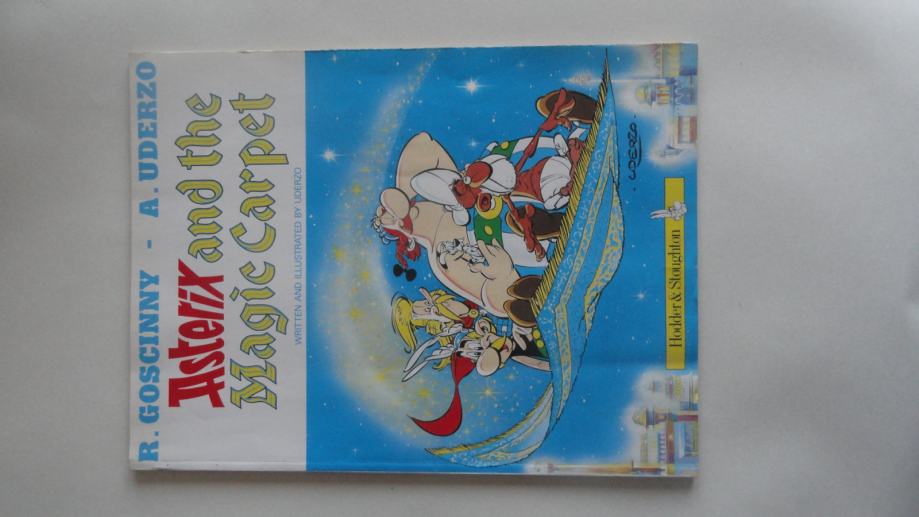 R. GOSCINNY - A. UDERZO
Asterix and the
Magic Carpet
WRITTEN AND ILLUSTRATED BY UDERZO
· UDERZO ·
Hodder & Stoughton